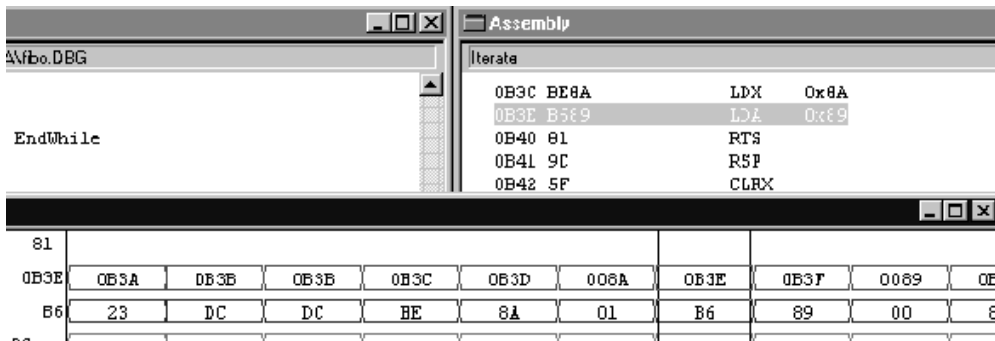 Assembly
A\fibo.DBG
Iterate
EndWhile
0B3C BE8A LDX 0x8A
0B3E B689 LDA 0x89
0B40 81 RTS
0B41 9C RSP
0B42 5F CLRX
81
0B3E 0B3A 0B3B 0B3B 0B3C 0B3D 008A 0B3E 0B3F 0089
B6 23 DC DC BE 8A 01 B6 89 00